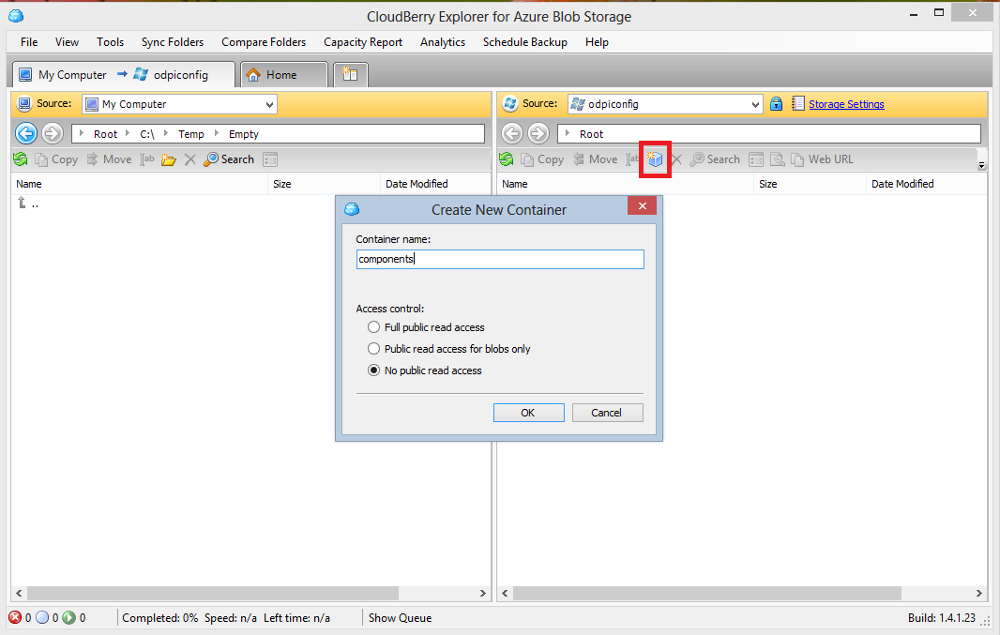 CloudBerry Explorer for Azure Blob Storage
File View Tools Sync Folders Compare Folders Capacity Report Analytics Schedule Backup Help
My Computer odpiconfig Home
Source: My Computer
Root C:\ Temp Empty
Copy Move ab Search
Name Size Date Modified
..
Source: odpiconfig Storage Settings
Root
Copy Move ab Search Web URL
Name Size Date Modified
Create New Container
Container name:
components
Access control:
Full public read access
Public read access for blobs only
No public read access
OK Cancel
0 0 0 Completed: 0% Speed: n/a Left time: n/a Show Queue Build: 1.4.1.23